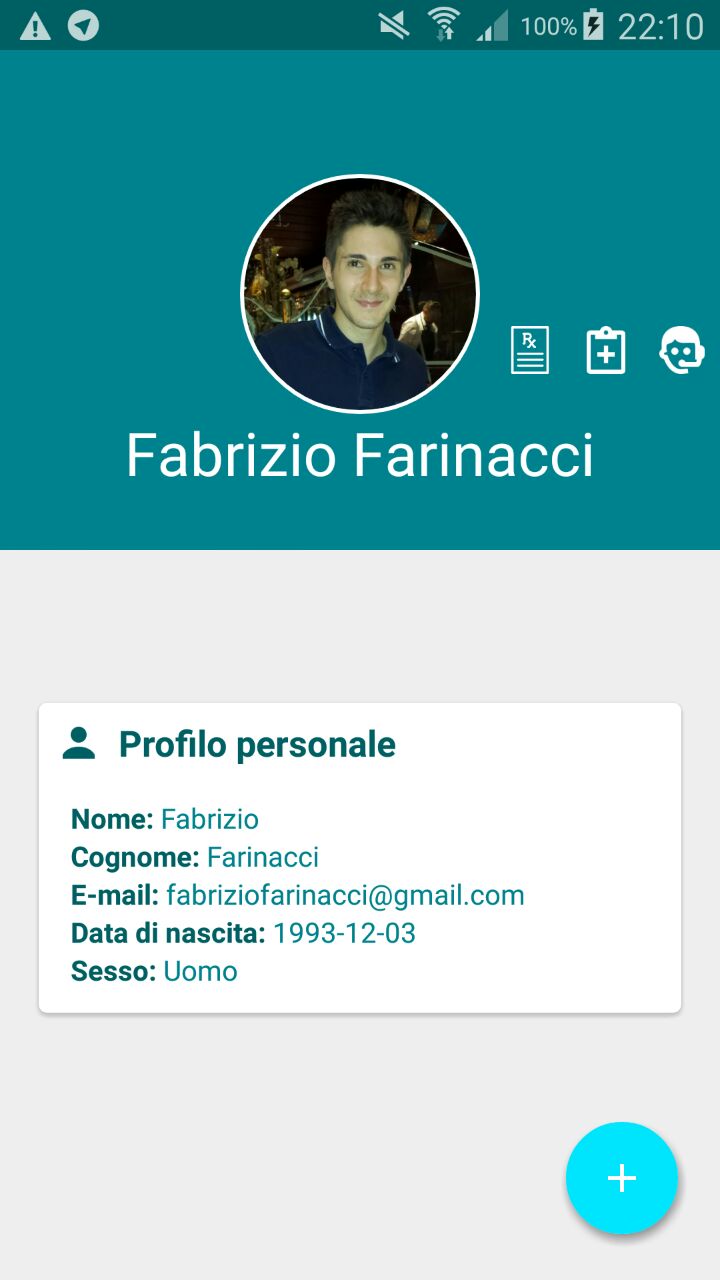 100% 22:10
Rx
Fabrizio Farinacci
Profilo personale
Nome: Fabrizio
Cognome: Farinacci
E-mail: fabriziofarinacci@gmail.com
Data di nascita: 1993-12-03
Sesso: Uomo